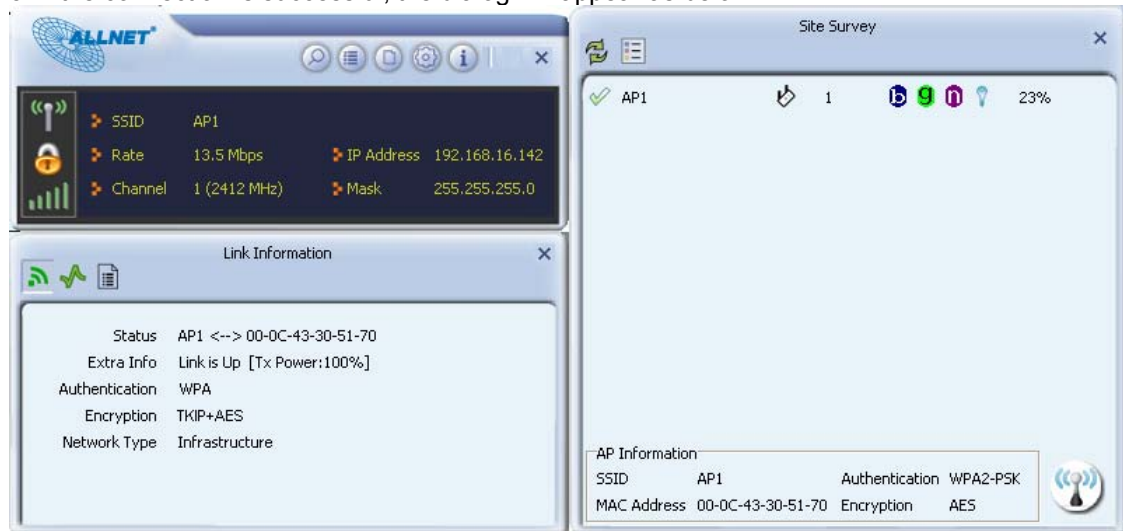 ALLNET
SSID AP1
Rate 13.5 Mbps IP Address 192.168.16.142
Channel 1 (2412 MHz) Mask 255.255.255.0
Link Information
Status AP1 <--> 00-0C-43-30-51-70
Extra Info Link is Up [Tx Power:100%]
Authentication WPA
Encryption TKIP+AES
Network Type Infrastructure
Site Survey
AP1 1 b g n 23%
AP Information
SSID AP1 Authentication WPA2-PSK
MAC Address 00-0C-43-30-51-70 Encryption AES